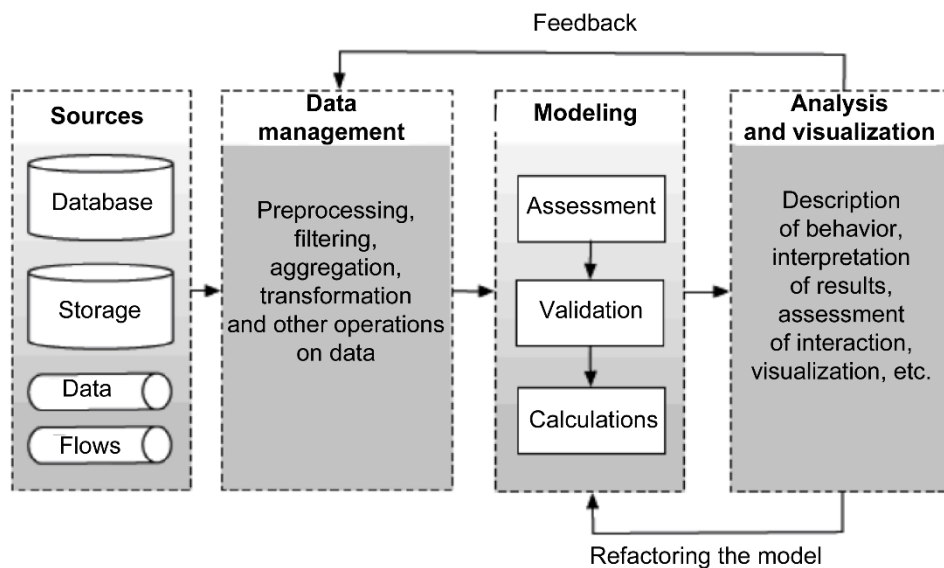 Feedback
Sources
Database
Storage
Data
Flows
Data
management
Preprocessing,
filtering,
aggregation,
transformation
and other operations
on data
Modeling
Assessment
Validation
Calculations
Analysis
and visualization
Description
of behavior,
interpretation
of results,
assessment
of interaction,
visualization, etc.
Refactoring the model